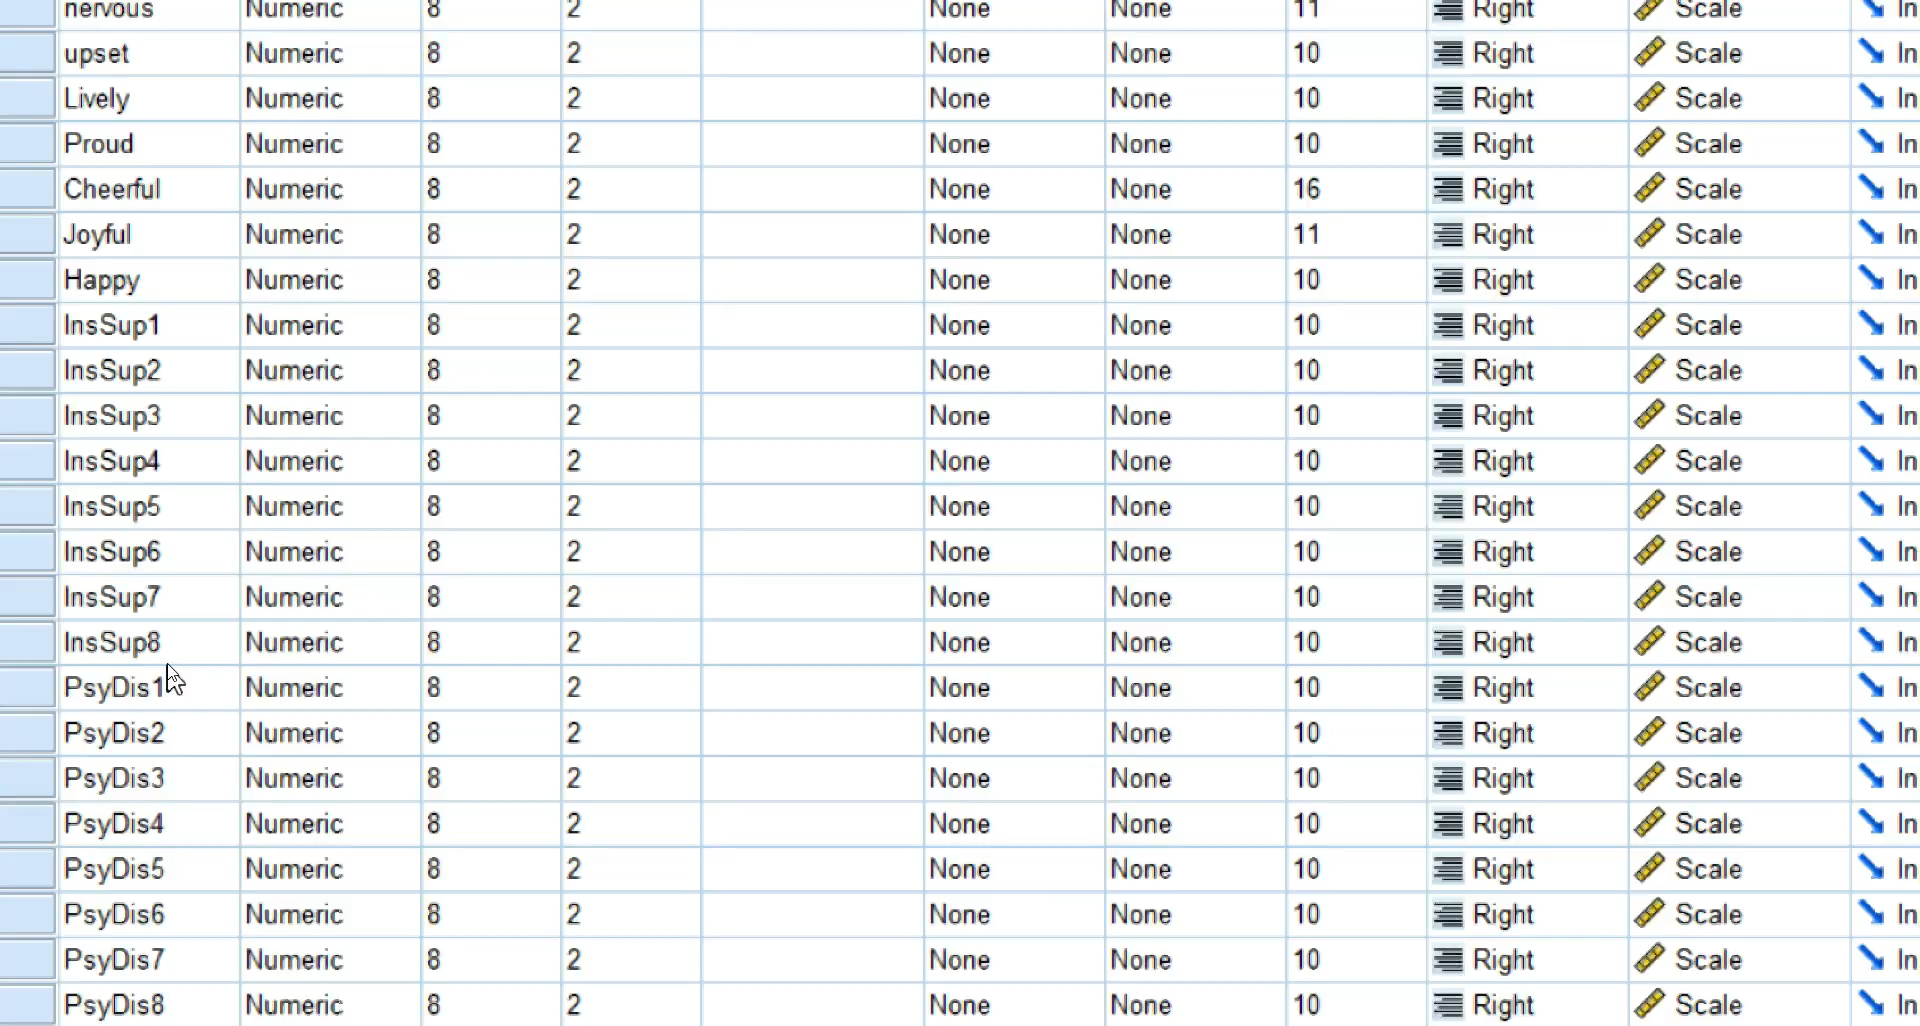 nervous Numeric 8 2 None None 11 Right Scale In
upset Numeric 8 2 None None 10 Right Scale In
Lively Numeric 8 2 None None 10 Right Scale In
Proud Numeric 8 2 None None 10 Right Scale In
Cheerful Numeric 8 2 None None 16 Right Scale In
Joyful Numeric 8 2 None None 11 Right Scale In
Happy Numeric 8 2 None None 10 Right Scale In
InsSup1 Numeric 8 2 None None 10 Right Scale In
InsSup2 Numeric 8 2 None None 10 Right Scale In
InsSup3 Numeric 8 2 None None 10 Right Scale In
InsSup4 Numeric 8 2 None None 10 Right Scale In
InsSup5 Numeric 8 2 None None 10 Right Scale In
InsSup6 Numeric 8 2 None None 10 Right Scale In
InsSup7 Numeric 8 2 None None 10 Right Scale In
InsSup8 Numeric 8 2 None None 10 Right Scale In
PsyDis1 Numeric 8 2 None None 10 Right Scale In
PsyDis2 Numeric 8 2 None None 10 Right Scale In
PsyDis3 Numeric 8 2 None None 10 Right Scale In
PsyDis4 Numeric 8 2 None None 10 Right Scale In
PsyDis5 Numeric 8 2 None None 10 Right Scale In
PsyDis6 Numeric 8 2 None None 10 Right Scale In
PsyDis7 Numeric 8 2 None None 10 Right Scale In
PsyDis8 Numeric 8 2 None None 10 Right Scale In